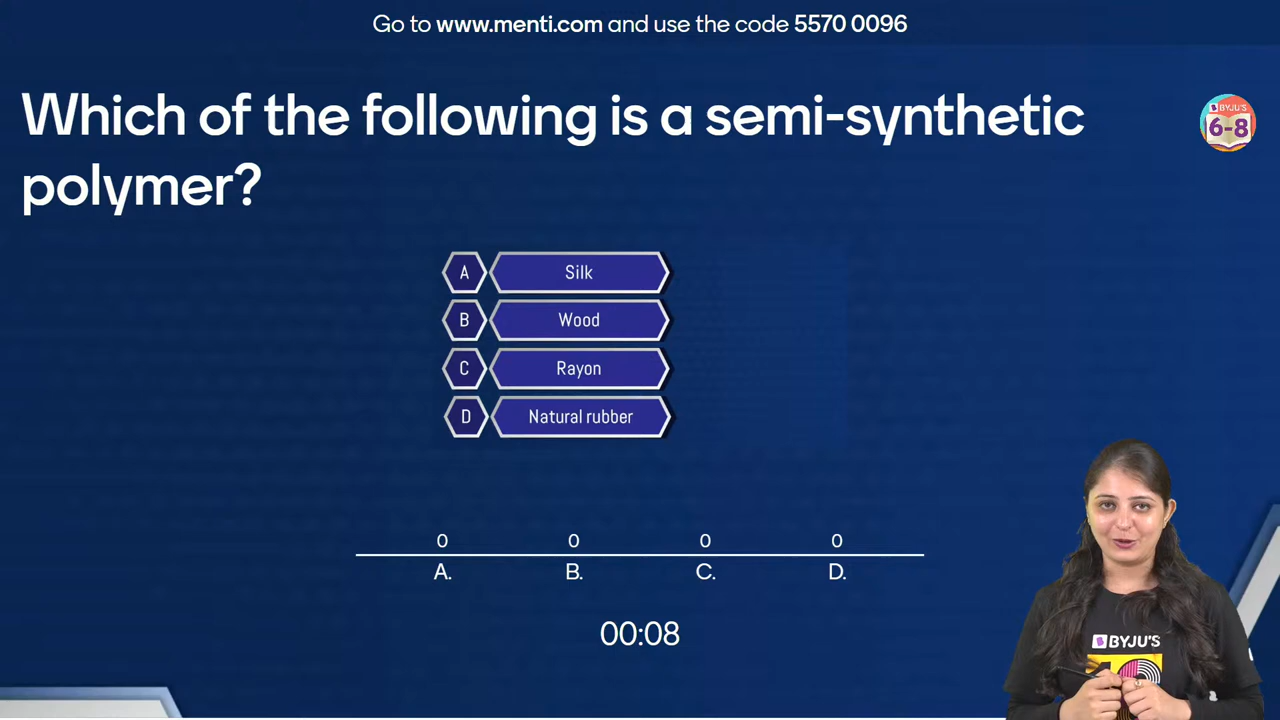 Go to www.menti.com and use the code 5570 0096
Which of the following is a semi-synthetic
polymer?
BYJU'S
6-8
A Silk
B Wood
C Rayon
D Natural rubber
0 0 0 0
A. B. C. D.
00:08
BYJU'S